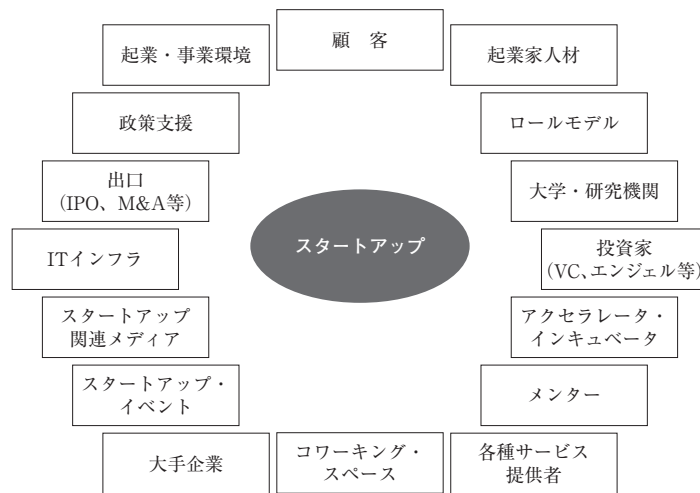 顧　客
起業・事業環境
起業家人材
政策支援
ロールモデル
出口
（IPO、M&A等）
大学・研究機関
スタートアップ
ITインフラ
投資家
（VC、エンジェル等）
スタートアップ
関連メディア
アクセラレータ・
インキュベータ
スタートアップ・
イベント
メンター
大手企業
コワーキング・
スペース
各種サービス
提供者